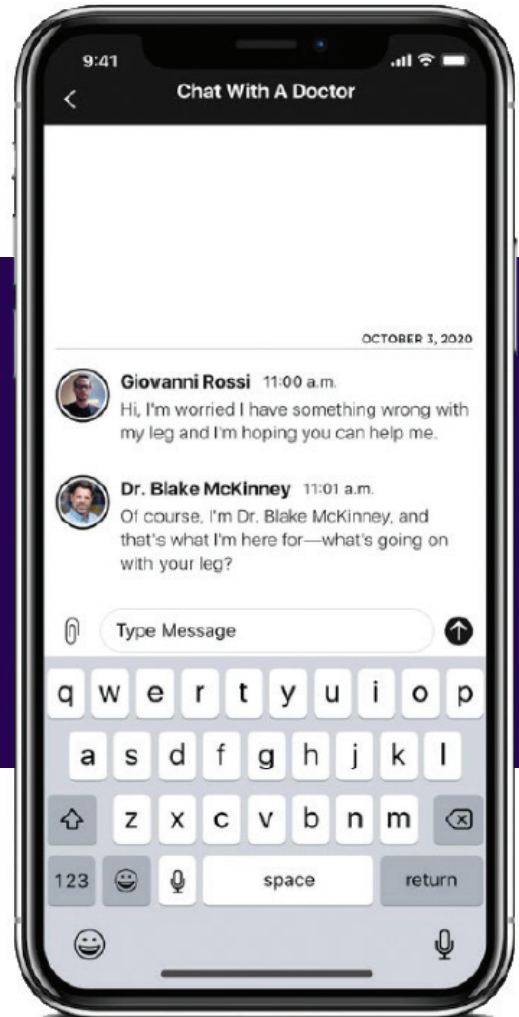 9:41
Chat With A Doctor
OCTOBER 3, 2020
Giovanni Rossi 11:00 a.m.
Hi, I'm worried I have something wrong with
my leg and I'm hoping you can help me.
Dr. Blake McKinney 11:01 a.m.
Of course, I'm Dr. Blake McKinney, and
that's what I'm here for—what's going on
with your leg?
Type Message
q w e r t y u i o p
a s d f g h j k l
z x c v b n m
123 space return